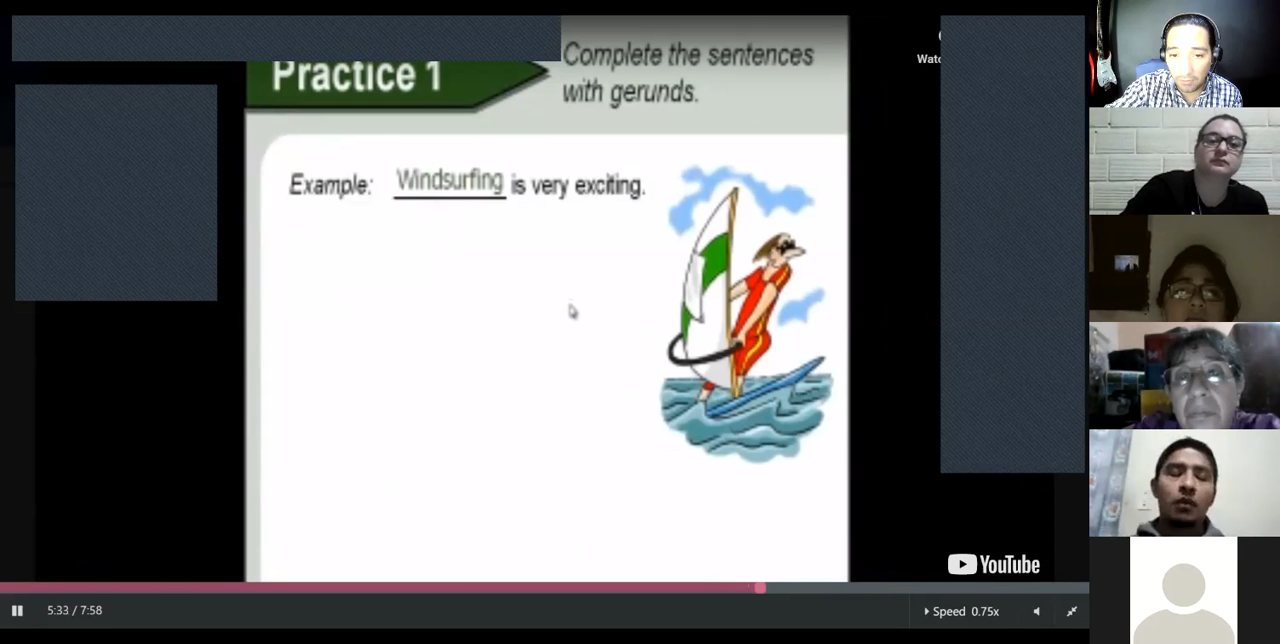 Practice 1
Complete the sentences
with gerunds.
Example: Windsurfing is very exciting.
YouTube
5:33 / 7:58
Speed 0.75x